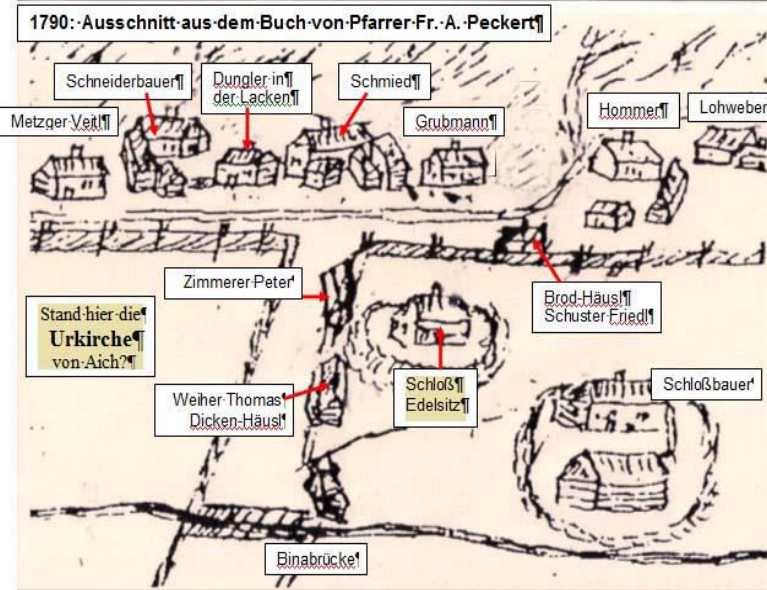 1790: Ausschnitt aus dem Buch von Pfarrer Fr. A. Peckert¶
Schneiderbauer¶
Dungler in¶
der Lacken¶
Schmied¶
Metzger Veitl¶
Grubmann¶
Hommer¶
Lohweber
Zimmerer Peter¶
Brod-Häusl¶
Schuster Friedl¶
Stand hier die¶
Urkirche¶
von Aich?¶
Weiher Thomas¶
Dicken-Häusl¶
Schloß¶
Edelsitz¶
Schloßbauer¶
Binabrücke¶